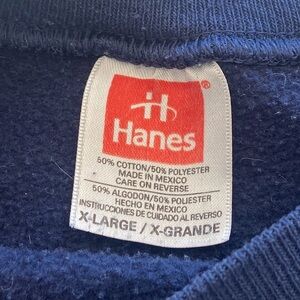 H
Hanes
®
50% COTTON/50% POLYESTER
MADE IN MEXICO
CARE ON REVERSE
50% ALGODON/50% POLIESTER
HECHO EN MEXICO
INSTRUCCIONES DE CUIDADO AL REVERSO
X-LARGE / X-GRANDE